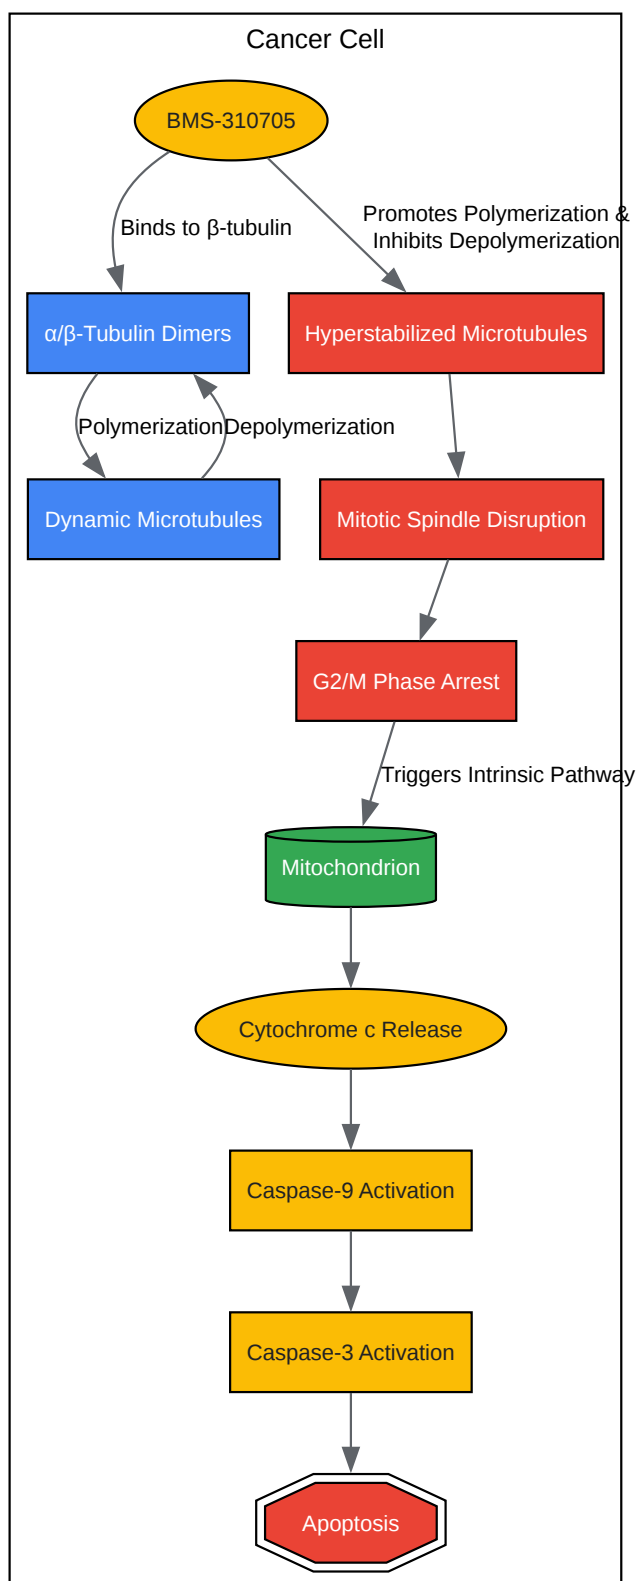 Cancer Cell
BMS-310705
Binds to β-tubulin
Promotes Polymerization &
Inhibits Depolymerization
α/β-Tubulin Dimers
Hyperstabilized Microtubules
Polymerization
Depolymerization
Dynamic Microtubules
Mitotic Spindle Disruption
G2/M Phase Arrest
Triggers Intrinsic Pathway
Mitochondrion
Cytochrome c Release
Caspase-9 Activation
Caspase-3 Activation
Apoptosis